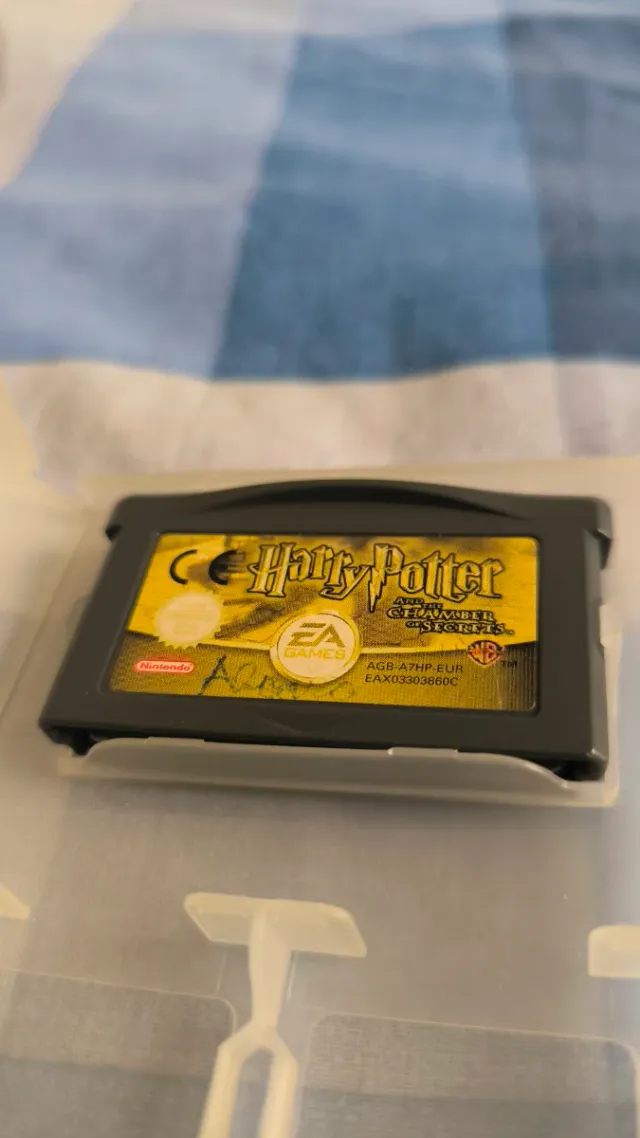 CE
Harry Potter
AND THE
CHAMBER
OF SECRETS
EA
GAMES
Nintendo
AGB-A7HP-EUR
EAX03303860C
WB TM